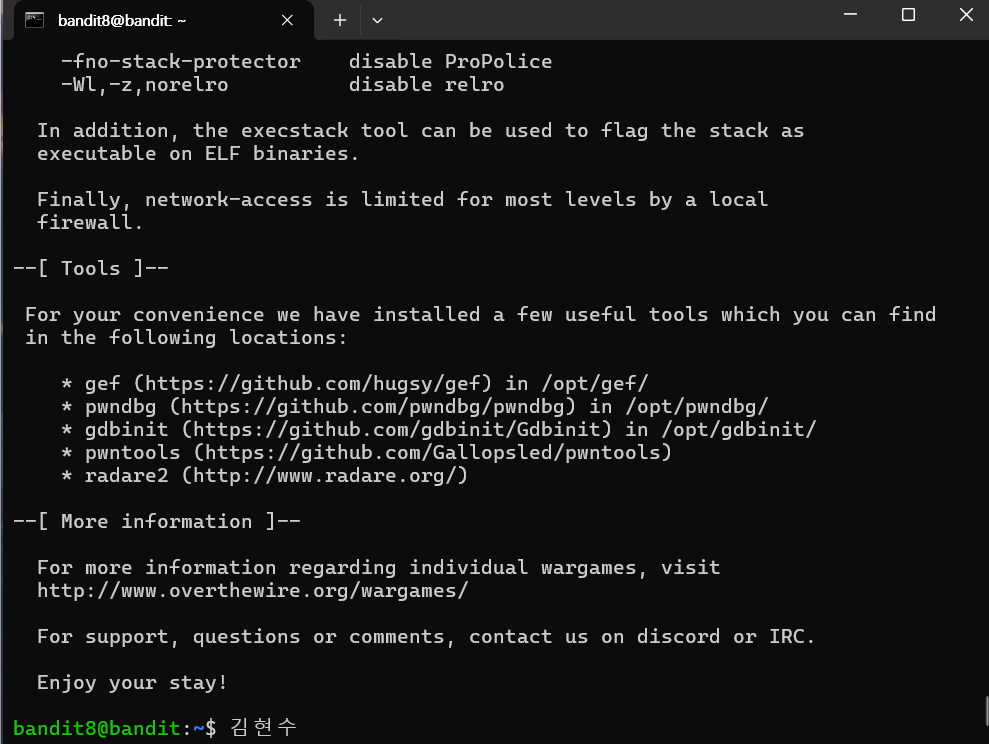 bandit8@bandit: ~
-fno-stack-protector    disable ProPolice
-Wl,-z,norelro          disable relro
In addition, the execstack tool can be used to flag the stack as
executable on ELF binaries.
Finally, network-access is limited for most levels by a local
firewall.
--[ Tools ]--
For your convenience we have installed a few useful tools which you can find
in the following locations:
* gef (https://github.com/hugsy/gef) in /opt/gef/
* pwndbg (https://github.com/pwndbg/pwndbg) in /opt/pwndbg/
* gdbinit (https://github.com/gdbinit/Gdbinit) in /opt/gdbinit/
* pwntools (https://github.com/Gallopsled/pwntools)
* radare2 (http://www.radare.org/)
--[ More information ]--
For more information regarding individual wargames, visit
http://www.overthewire.org/wargames/
For support, questions or comments, contact us on discord or IRC.
Enjoy your stay!
bandit8@bandit:~$ 김현수